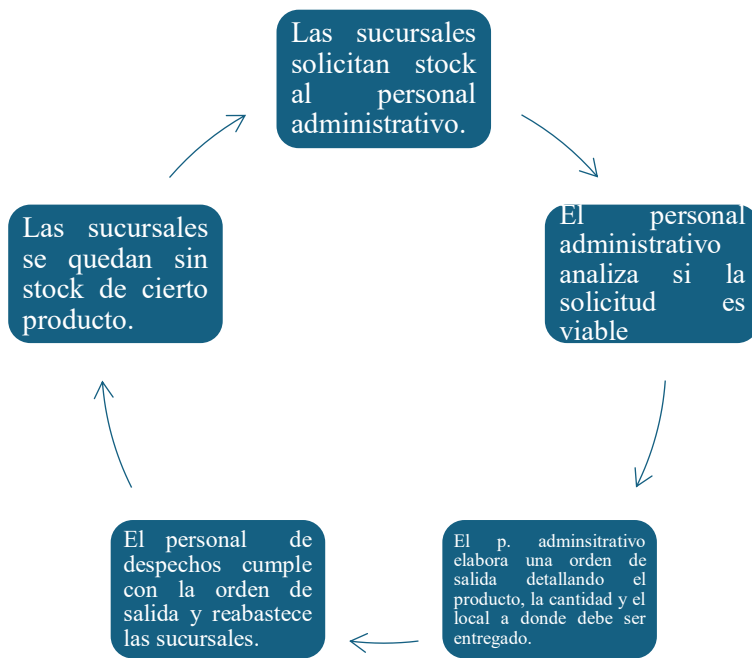 Las sucursales
solicitan stock
al personal
administrativo.
El personal
administrativo
analiza si la
solicitud es
viable
El p. adminsitrativo
elabora una orden de
salida detallando el
producto, la cantidad y el
local a donde debe ser
entregado.
El personal de
despechos cumple
con la orden de
salida y reabastece
las sucursales.
Las sucursales
se quedan sin
stock de cierto
producto.